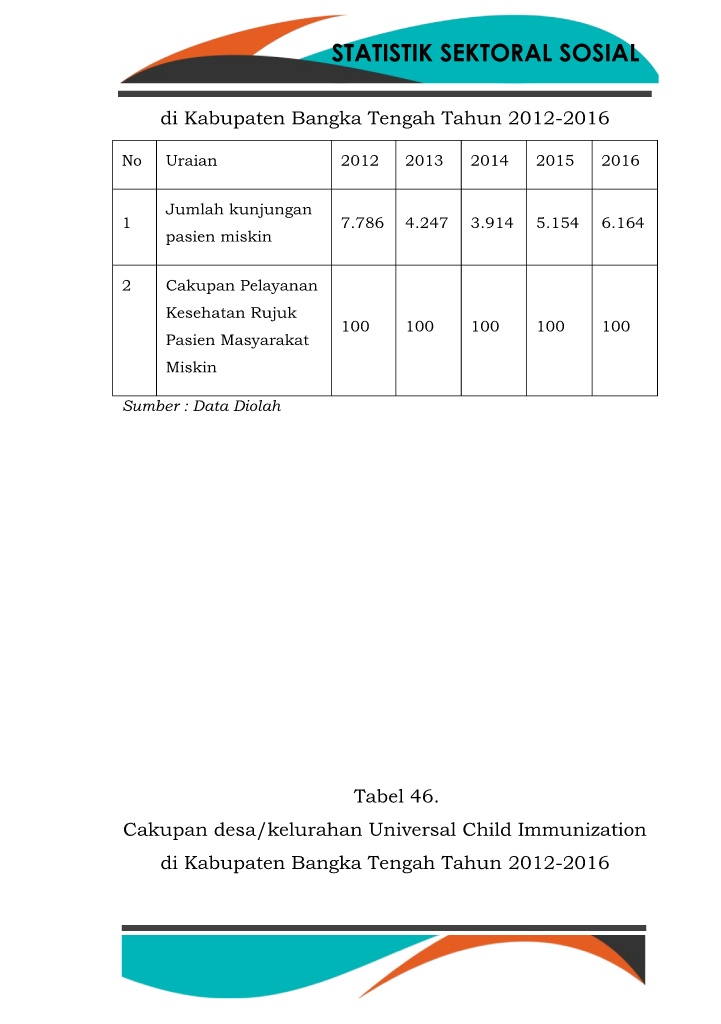 STATISTIK SEKTORAL SOSIAL
di Kabupaten Bangka Tengah Tahun 2012-2016
No Uraian 2012 2013 2014 2015 2016
1 Jumlah kunjungan pasien miskin 7.786 4.247 3.914 5.154 6.164
2 Cakupan Pelayanan Kesehatan Rujuk Pasien Masyarakat Miskin 100 100 100 100 100
Sumber : Data Diolah
Tabel 46.
Cakupan desa/kelurahan Universal Child Immunization
di Kabupaten Bangka Tengah Tahun 2012-2016